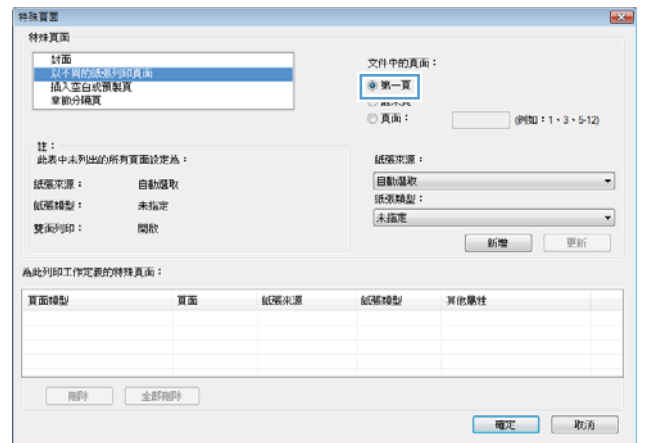 特殊頁面
特殊頁面
封面
以不同的紙張列印頁面
插入空白或預製頁
章節分隔頁
文件中的頁面：
第一頁
頁面：
(例如：1、3、5-12)
註：
此表中未列出的所有頁面設定為：
紙張來源： 自動選取
紙張類型： 未指定
雙面列印： 開啟
紙張來源：
自動選取
紙張類型：
未指定
新增 更新
為此列印工作定義的特殊頁面：
頁面類型 頁面 紙張來源 紙張類型 其他屬性
刪除 全部刪除
確定 取消